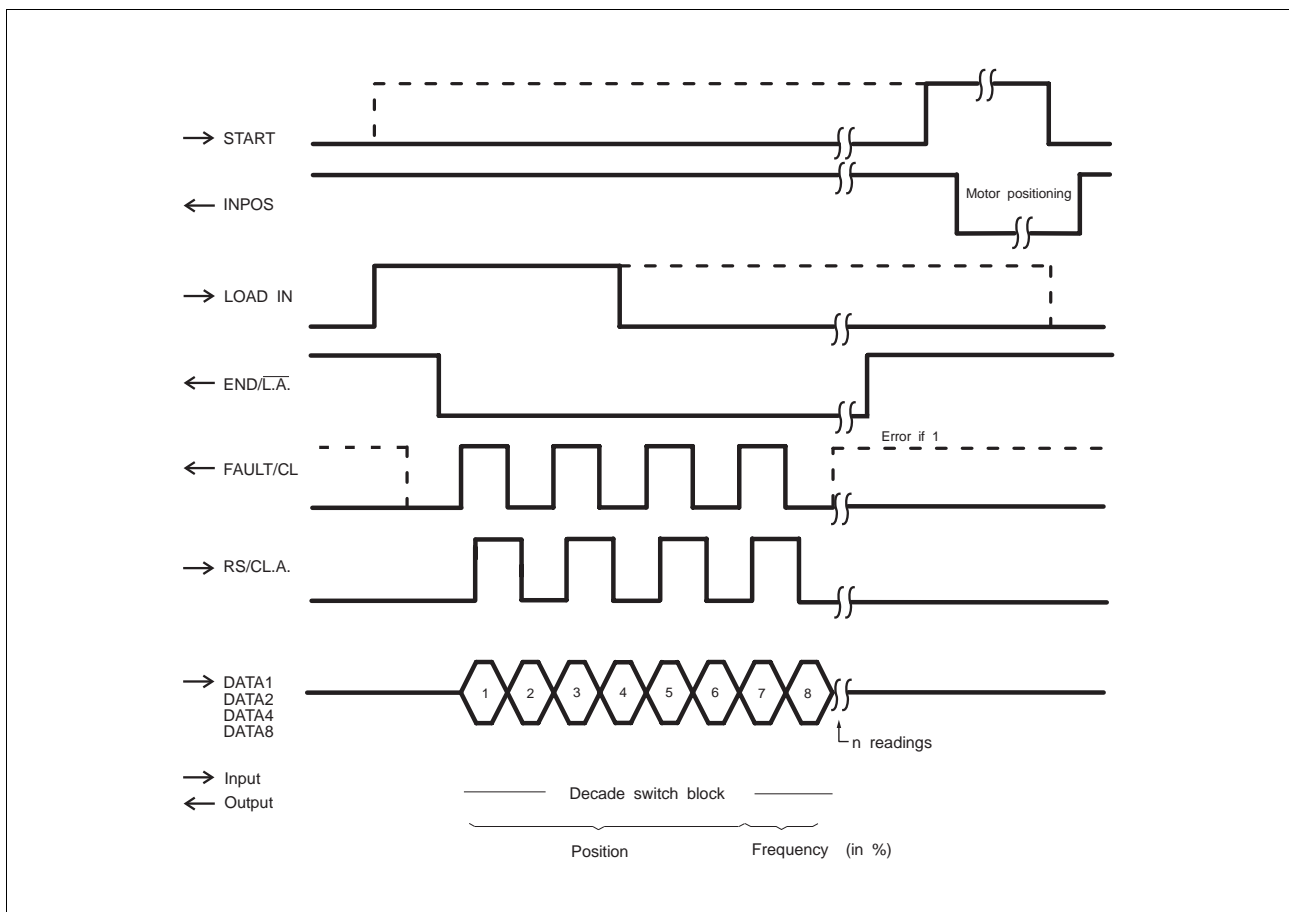 → START
← INPOS
Motor positioning
→ LOAD IN
← END/L.A.
Error if 1
← FAULT/CL
→ RS/CL.A.
→ DATA1
DATA2
DATA4
DATA8
1 2 3 4 5 6 7 8
n readings
→ Input
← Output
Decade switch block
Position
Frequency (in %)